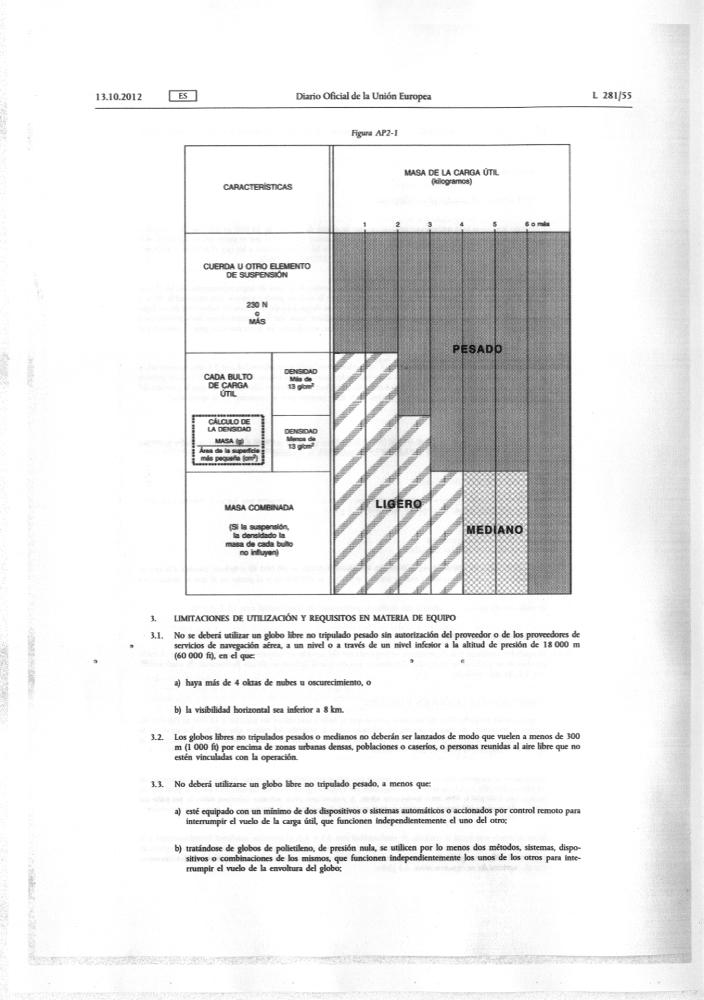 13.10.2012 ES Diario Oficial de la Unión Europea L 281/55
Figura AP2-1
CARACTERÍSTICAS
MASA DE LA CARGA ÚTIL
(kilogramos)
1 2 3 4 5 6 o más
CUERDA U OTRO ELEMENTO
DE SUSPENSIÓN
230 N
o
MÁS
PESADO
CADA BULTO
DE CARGA
ÚTIL
DENSIDAD
Más de
13 g/cm²
CÁLCULO DE
LA DENSIDAD
MASA (g)
Área de la superficie
más pequeña (cm²)
DENSIDAD
Menos de
13 g/cm²
MASA COMBINADA
(Si la suspensión,
la densidado la
masa de cada bulto
no influyen)
LIGERO
MEDIANO
3. LIMITACIONES DE UTILIZACIÓN Y REQUISITOS EN MATERIA DE EQUIPO
3.1. No se deberá utilizar un globo libre no tripulado pesado sin autorización del proveedor o de los proveedores de
servicios de navegación aérea, a un nivel o a través de un nivel inferior a la altitud de presión de 18 000 m
(60 000 ft), en el que:
a) haya más de 4 oktas de nubes u oscurecimiento, o
b) la visibilidad horizontal sea inferior a 8 km.
3.2. Los globos libres no tripulados pesados o medianos no deberán ser lanzados de modo que vuelen a menos de 300
m (1 000 ft) por encima de zonas urbanas densas, poblaciones o caseríos, o personas reunidas al aire libre que no
estén vinculadas con la operación.
3.3. No deberá utilizarse un globo libre no tripulado pesado, a menos que:
a) esté equipado con un mínimo de dos dispositivos o sistemas automáticos o accionados por control remoto para
interrumpir el vuelo de la carga útil, que funcionen independientemente el uno del otro;
b) tratándose de globos de polietileno, de presión nula, se utilicen por lo menos dos métodos, sistemas, dispo-
sitivos o combinaciones de los mismos, que funcionen independientemente los unos de los otros para inte-
rrumpir el vuelo de la envoltura del globo;